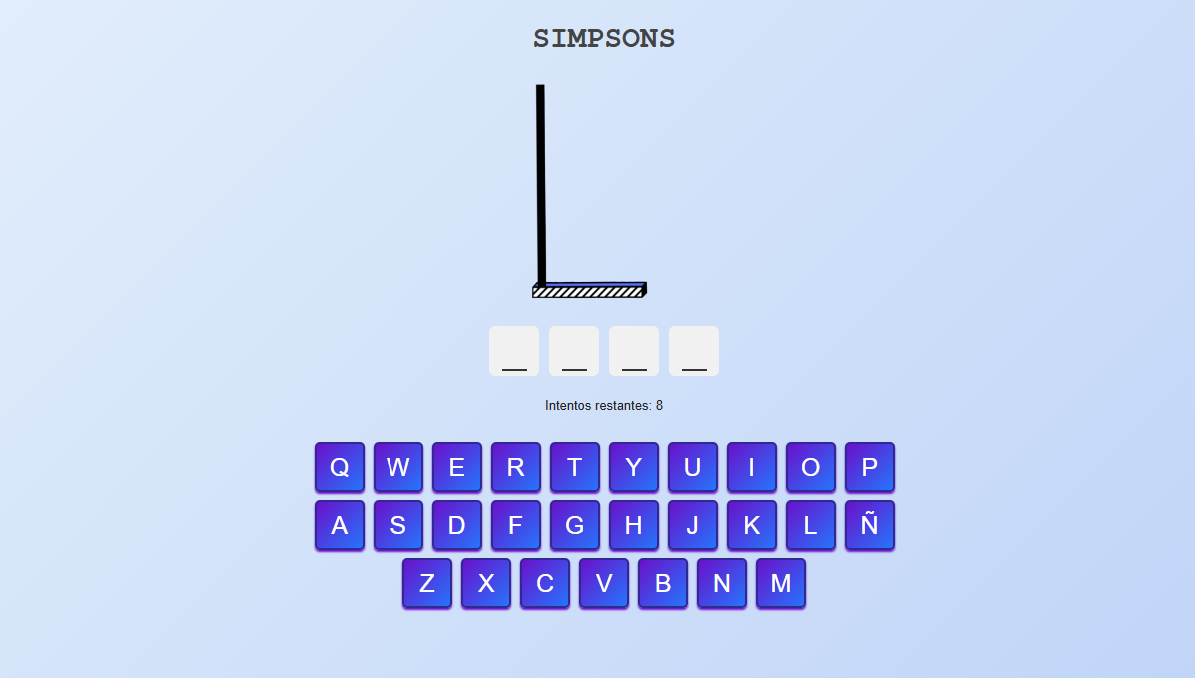 SIMPSONS
_ _ _ _
Intentos restantes: 8
Q W E R T Y U I O P
A S D F G H J K L Ñ
Z X C V B N M